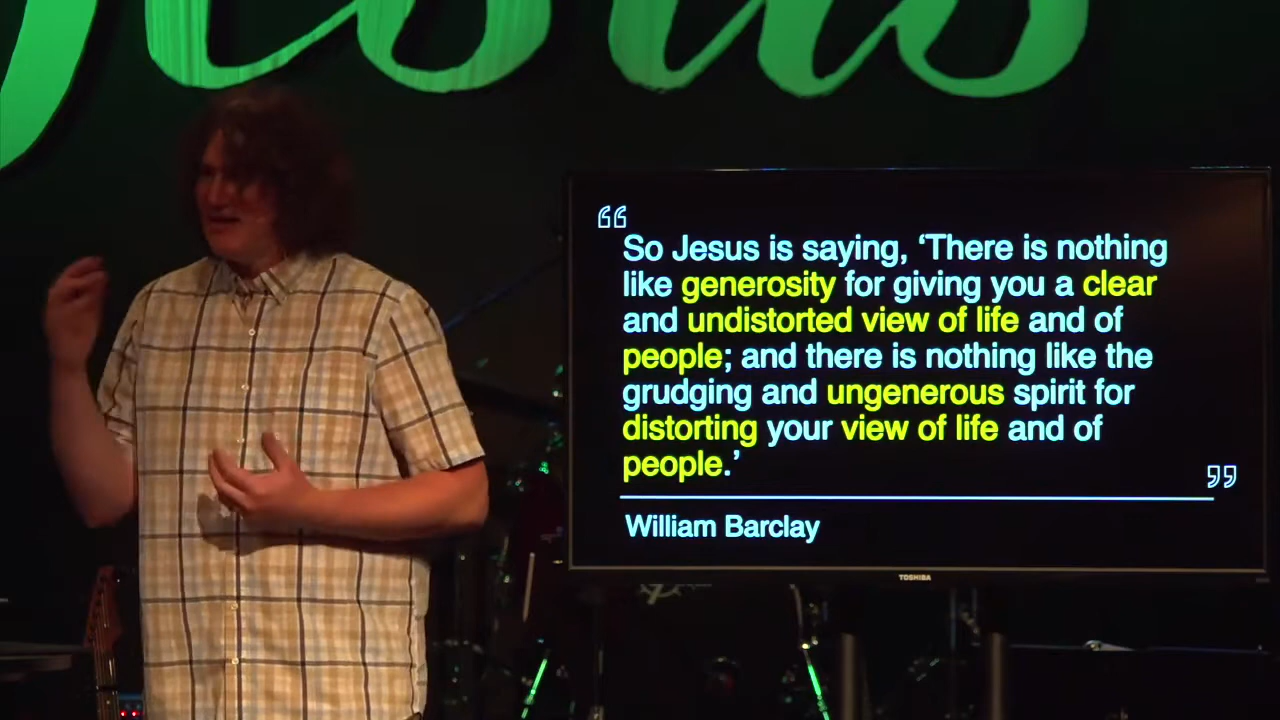 Jesus
“
So Jesus is saying, ‘There is nothing
like generosity for giving you a clear
and undistorted view of life and of
people; and there is nothing like the
grudging and ungenerous spirit for
distorting your view of life and of
people.’
”
William Barclay
TOSHIBA